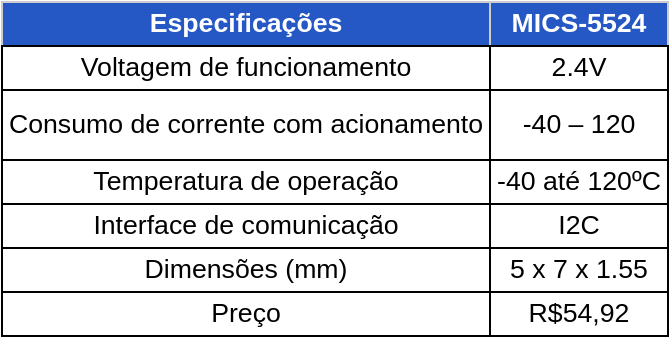 Especificações MICS-5524
Voltagem de funcionamento 2.4V
Consumo de corrente com acionamento -40 – 120
Temperatura de operação -40 até 120ºC
Interface de comunicação I2C
Dimensões (mm) 5 x 7 x 1.55
Preço R$54,92